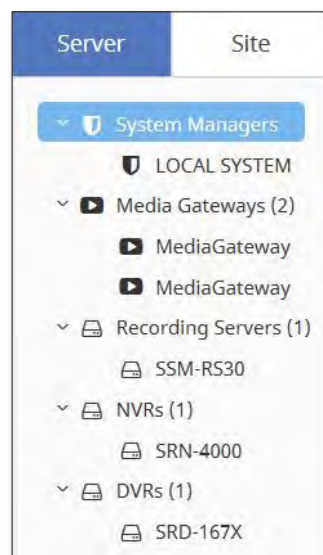 Server Site
System Managers
LOCAL SYSTEM
Media Gateways (2)
MediaGateway
MediaGateway
Recording Servers (1)
SSM-RS30
NVRs (1)
SRN-4000
DVRs (1)
SRD-167X